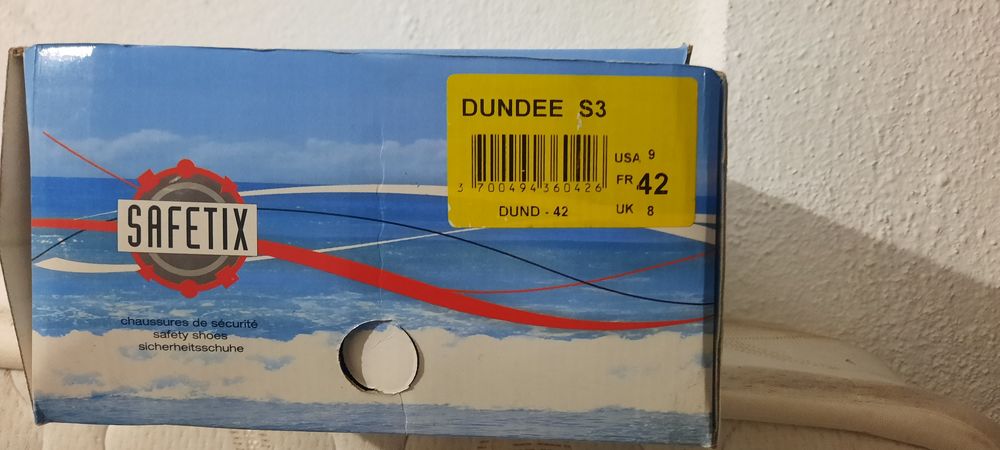 SAFETIX
chaussures de sécurité
safety shoes
sicherheitsschuhe
DUNDEE S3
3 700494 360426
DUND - 42
USA 9
FR 42
UK 8